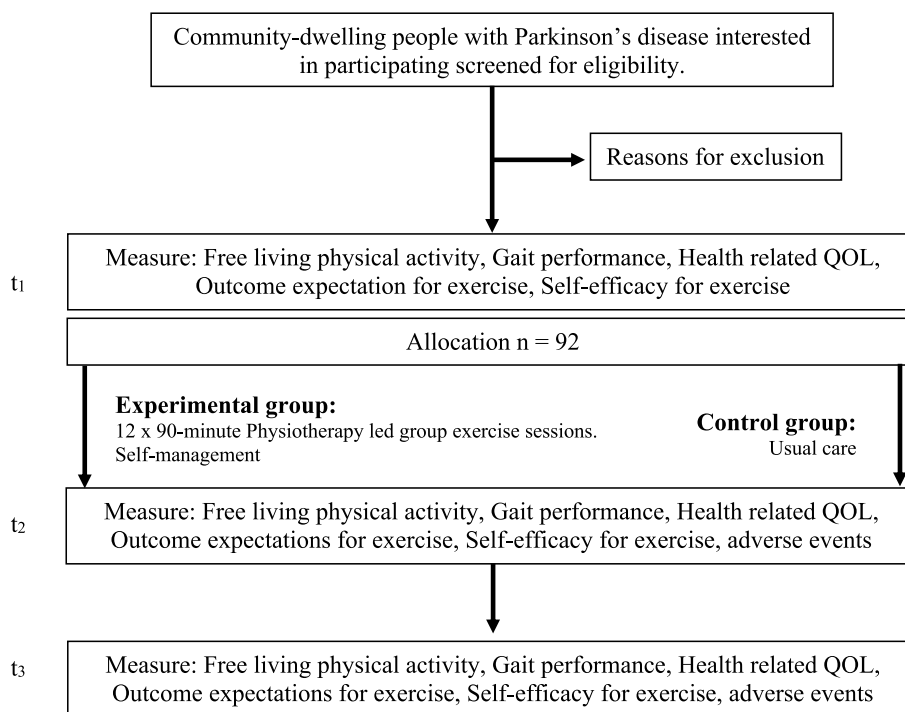 Community-dwelling people with Parkinson’s disease interested
in participating screened for eligibility.
Reasons for exclusion
t1
Measure: Free living physical activity, Gait performance, Health related QOL,
Outcome expectation for exercise, Self-efficacy for exercise
Allocation n = 92
Experimental group:
12 x 90-minute Physiotherapy led group exercise sessions.
Self-management
Control group:
Usual care
t2
Measure: Free living physical activity, Gait performance, Health related QOL,
Outcome expectations for exercise, Self-efficacy for exercise, adverse events
t3
Measure: Free living physical activity, Gait performance, Health related QOL,
Outcome expectations for exercise, Self-efficacy for exercise, adverse events